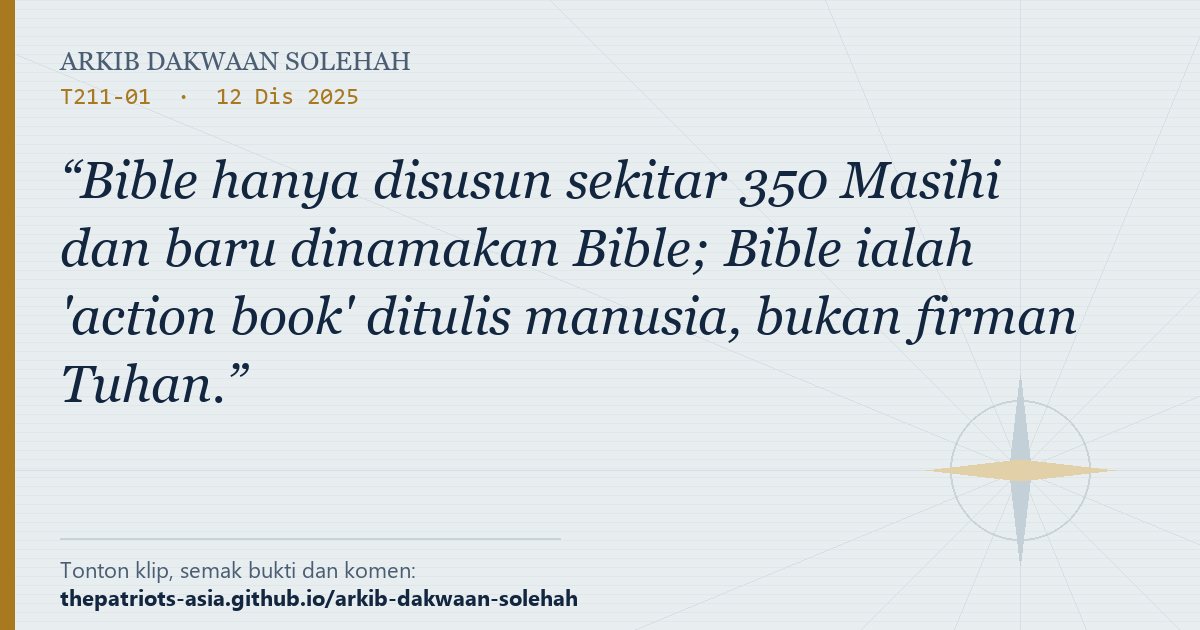 ARKIB DAKWAAN SOLEHAH
T211-01 · 12 Dis 2025
“Bible hanya disusun sekitar 350 Masihi
dan baru dinamakan Bible; Bible ialah
'action book' ditulis manusia, bukan firman
Tuhan.”
Tonton klip, semak bukti dan komen:
thepatriots-asia.github.io/arkib-dakwaan-solehah